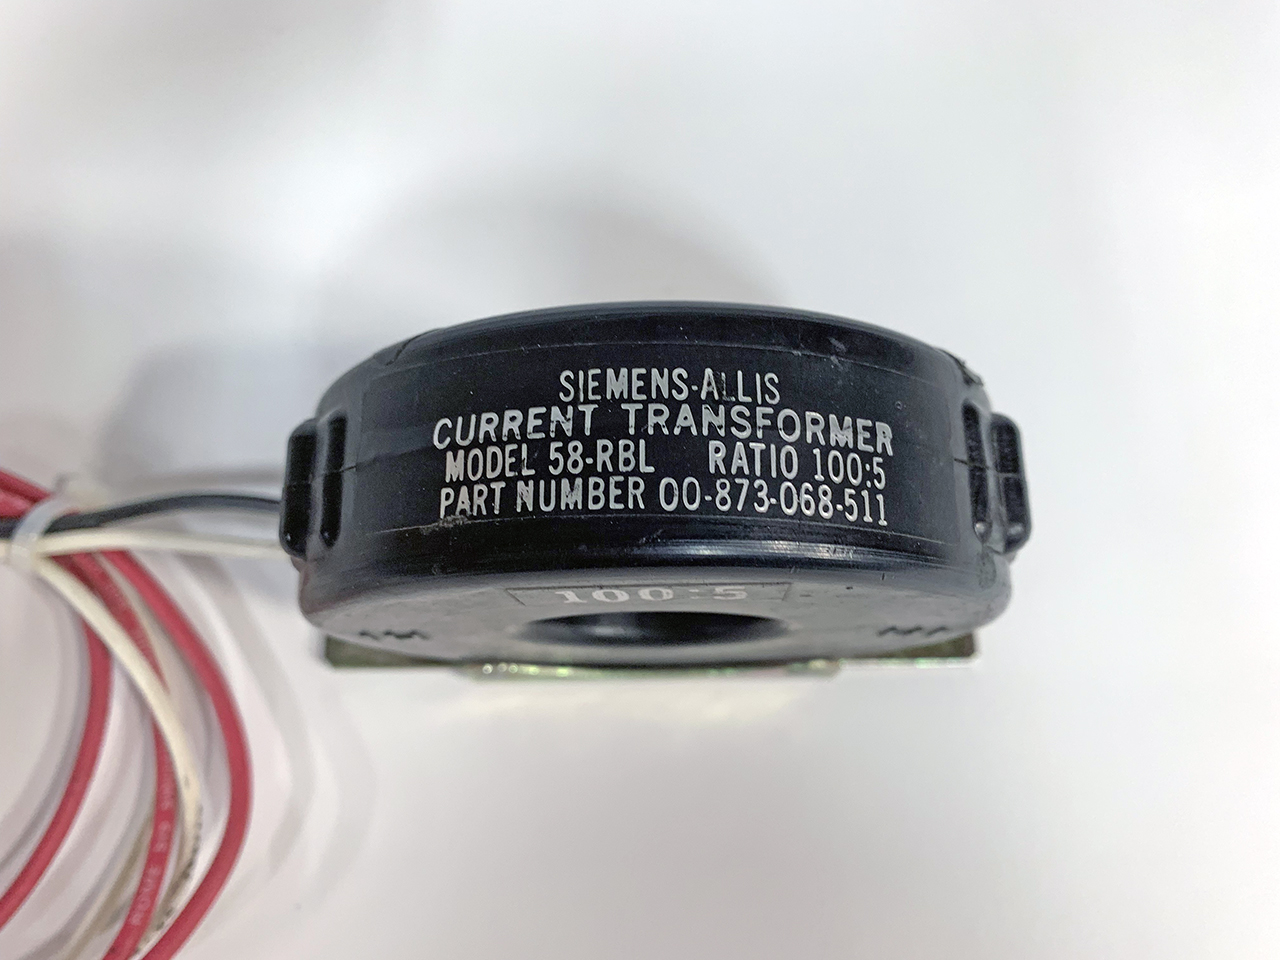 SIEMENS-ALLIS
CURRENT TRANSFORMER
MODEL 58-RBL RATIO 100:5
PART NUMBER 00-873-068-511
100:5